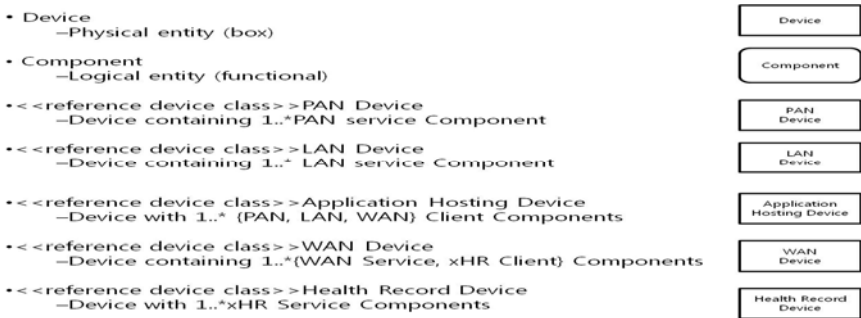 • Device
–Physical entity (box)
Device
• Component
–Logical entity (functional)
Component
•<<reference device class>>PAN Device
–Device containing 1..*PAN service Component
PAN
Device
•<<reference device class>>LAN Device
–Device containing 1..* LAN service Component
LAN
Device
•<<reference device class>>Application Hosting Device
–Device with 1..* {PAN, LAN, WAN} Client Components
Application
Hosting Device
•<<reference device class>>WAN Device
–Device containing 1..*{WAN Service, xHR Client} Components
WAN
Device
•<<reference device class>>Health Record Device
–Device with 1..*xHR Service Components
Health Record
Device